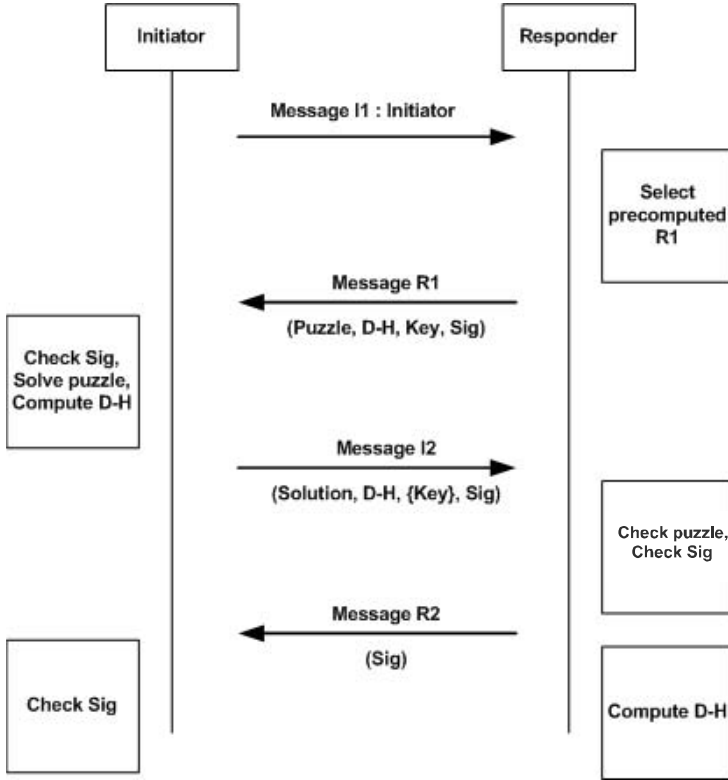 Initiator
Responder
Message I1 : Initiator
Select
precomputed
R1
Message R1
(Puzzle, D-H, Key, Sig)
Check Sig,
Solve puzzle,
Compute D-H
Message I2
(Solution, D-H, {Key}, Sig)
Check puzzle,
Check Sig
Message R2
(Sig)
Check Sig
Compute D-H